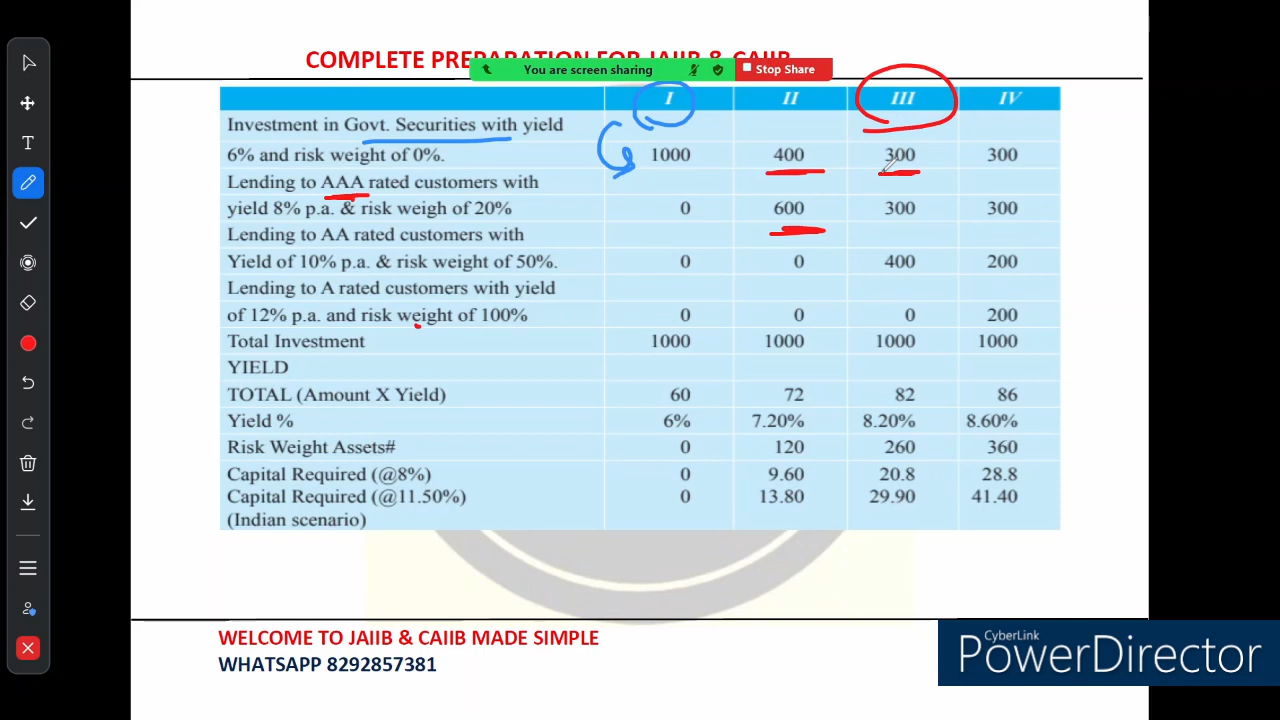 COMPLETE PREPARATION FOR JAIIB & CAIIB
You are screen sharing Stop Share
I II III IV
Investment in Govt. Securities with yield
6% and risk weight of 0%. 1000 400 300 300
Lending to AAA rated customers with
yield 8% p.a. & risk weigh of 20% 0 600 300 300
Lending to AA rated customers with
Yield of 10% p.a. & risk weight of 50%. 0 0 400 200
Lending to A rated customers with yield
of 12% p.a. and risk weight of 100% 0 0 0 200
Total Investment 1000 1000 1000 1000
YIELD
TOTAL (Amount X Yield) 60 72 82 86
Yield % 6% 7.20% 8.20% 8.60%
Risk Weight Assets# 0 120 260 360
Capital Required (@8%) 0 9.60 20.8 28.8
Capital Required (@11.50%) 0 13.80 29.90 41.40
(Indian scenario)
WELCOME TO JAIIB & CAIIB MADE SIMPLE
WHATSAPP 8292857381
CyberLink
PowerDirector